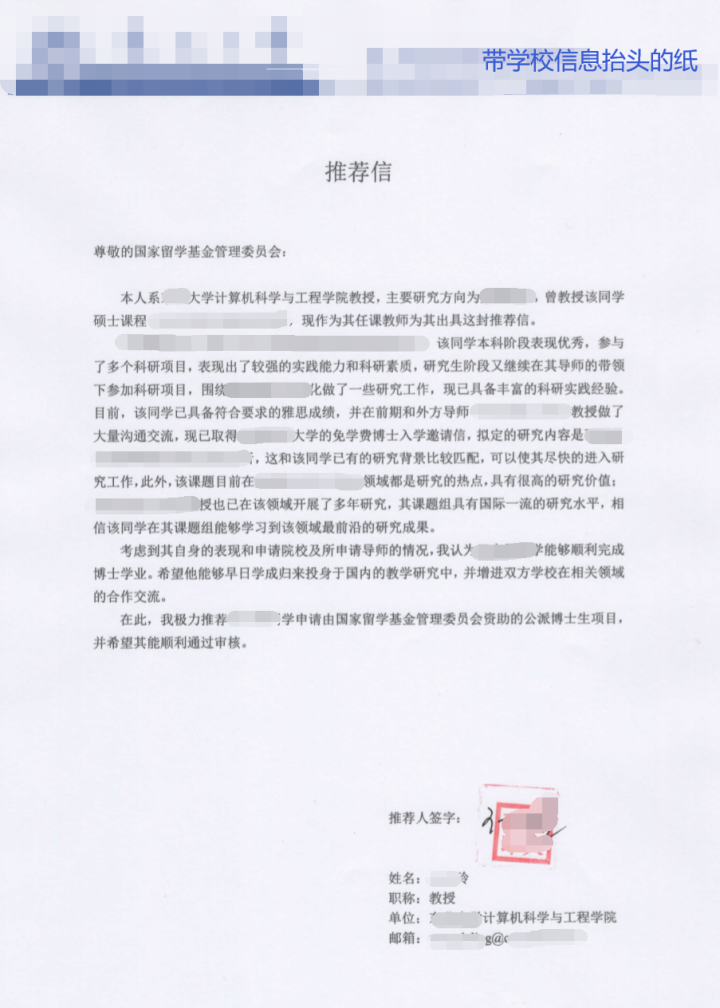 带学校信息抬头的纸
推荐信
尊敬的国家留学基金管理委员会:
本人系 大学计算机科学与工程学院教授,主要研究方向为 ,曾教授该同学
硕士课程 ,现作为其任课教师为其出具这封推荐信。
该同学本科阶段表现优秀,参与
了多个科研项目,表现出了较强的实践能力和科研素质,研究生阶段又继续在其导师的带领
下参加科研项目,围绕 化做了一些研究工作,现已具备丰富的科研实践经验。
目前,该同学已具备符合要求的雅思成绩,并在前期和外方导师 教授做了
大量沟通交流,现已取得 大学的免学费博士入学邀请信,拟定的研究内容是
,这和该同学已有的研究背景比较匹配,可以使其尽快的进入研
究工作,此外,该课题目前在 领域都是研究的热点,具有很高的研究价值;
授也已在该领域开展了多年研究,其课题组具有国际一流的研究水平,相
信该同学在其课题组能够学习到该领域最前沿的研究成果。
考虑到其自身的表现和申请院校及所申请导师的情况,我认为 学能够顺利完成
博士学业。希望他能够早日学成归来投身于国内的教学研究中,并增进双方学校在相关领域
的合作交流。
在此,我极力推荐 学申请由国家留学基金管理委员会资助的公派博士生项目,
并希望其能顺利通过审核。
推荐人签字:
姓名: 玲
职称:教授
单位: 计算机科学与工程学院
邮箱: g@